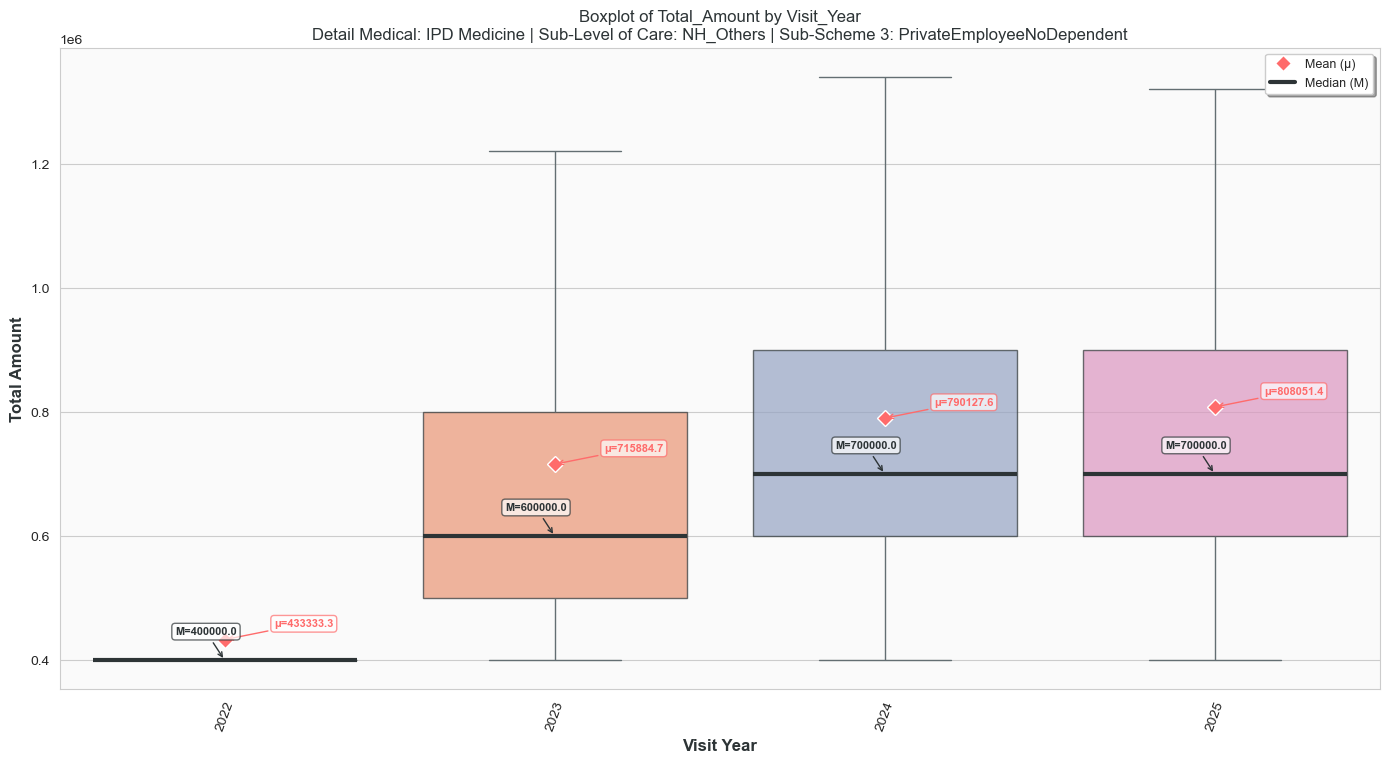 Boxplot of Total_Amount by Visit_Year
Detail Medical: IPD Medicine | Sub-Level of Care: NH_Others | Sub-Scheme 3: PrivateEmployeeNoDependent
1e6
Mean (μ)
Median (M)
1.2
1.0
0.8
0.6
0.4
Total Amount
M=400000.0
μ=433333.3
μ=715884.7
M=600000.0
μ=790127.6
M=700000.0
μ=808051.4
M=700000.0
2022
2023
2024
2025
Visit Year